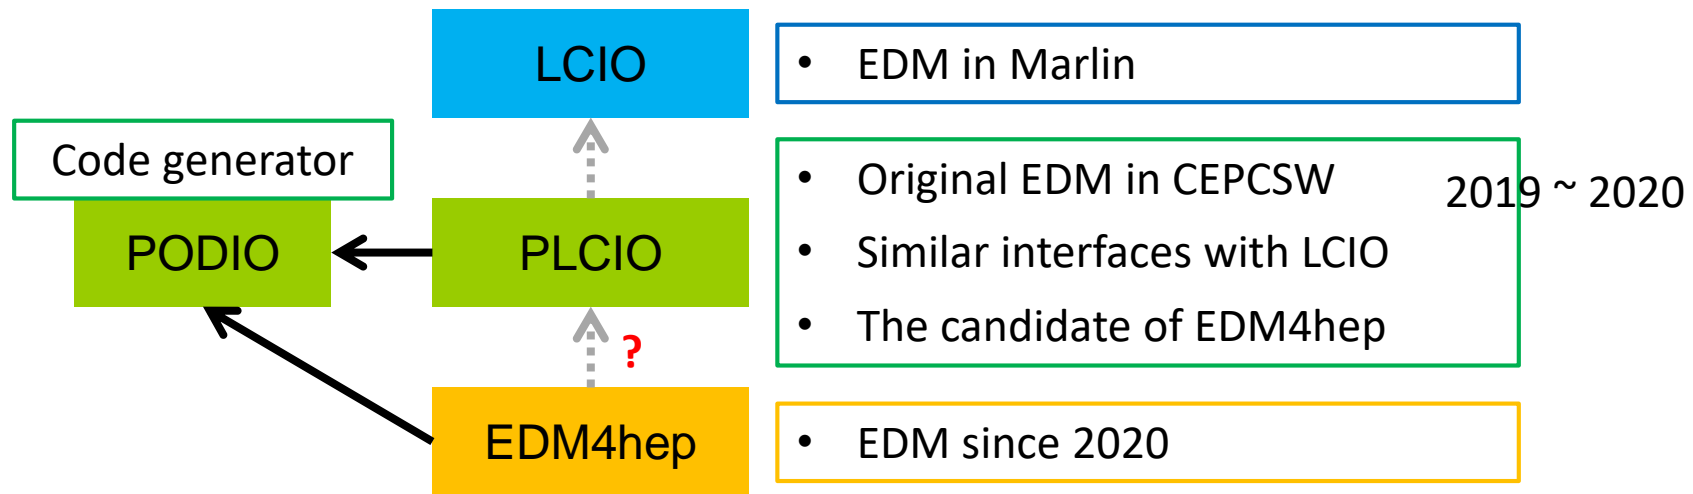 LCIO
• EDM in Marlin
Code generator
PODIO
PLCIO
• Original EDM in CEPCSW
2019 ~ 2020
• Similar interfaces with LCIO
• The candidate of EDM4hep
?
EDM4hep
• EDM since 2020